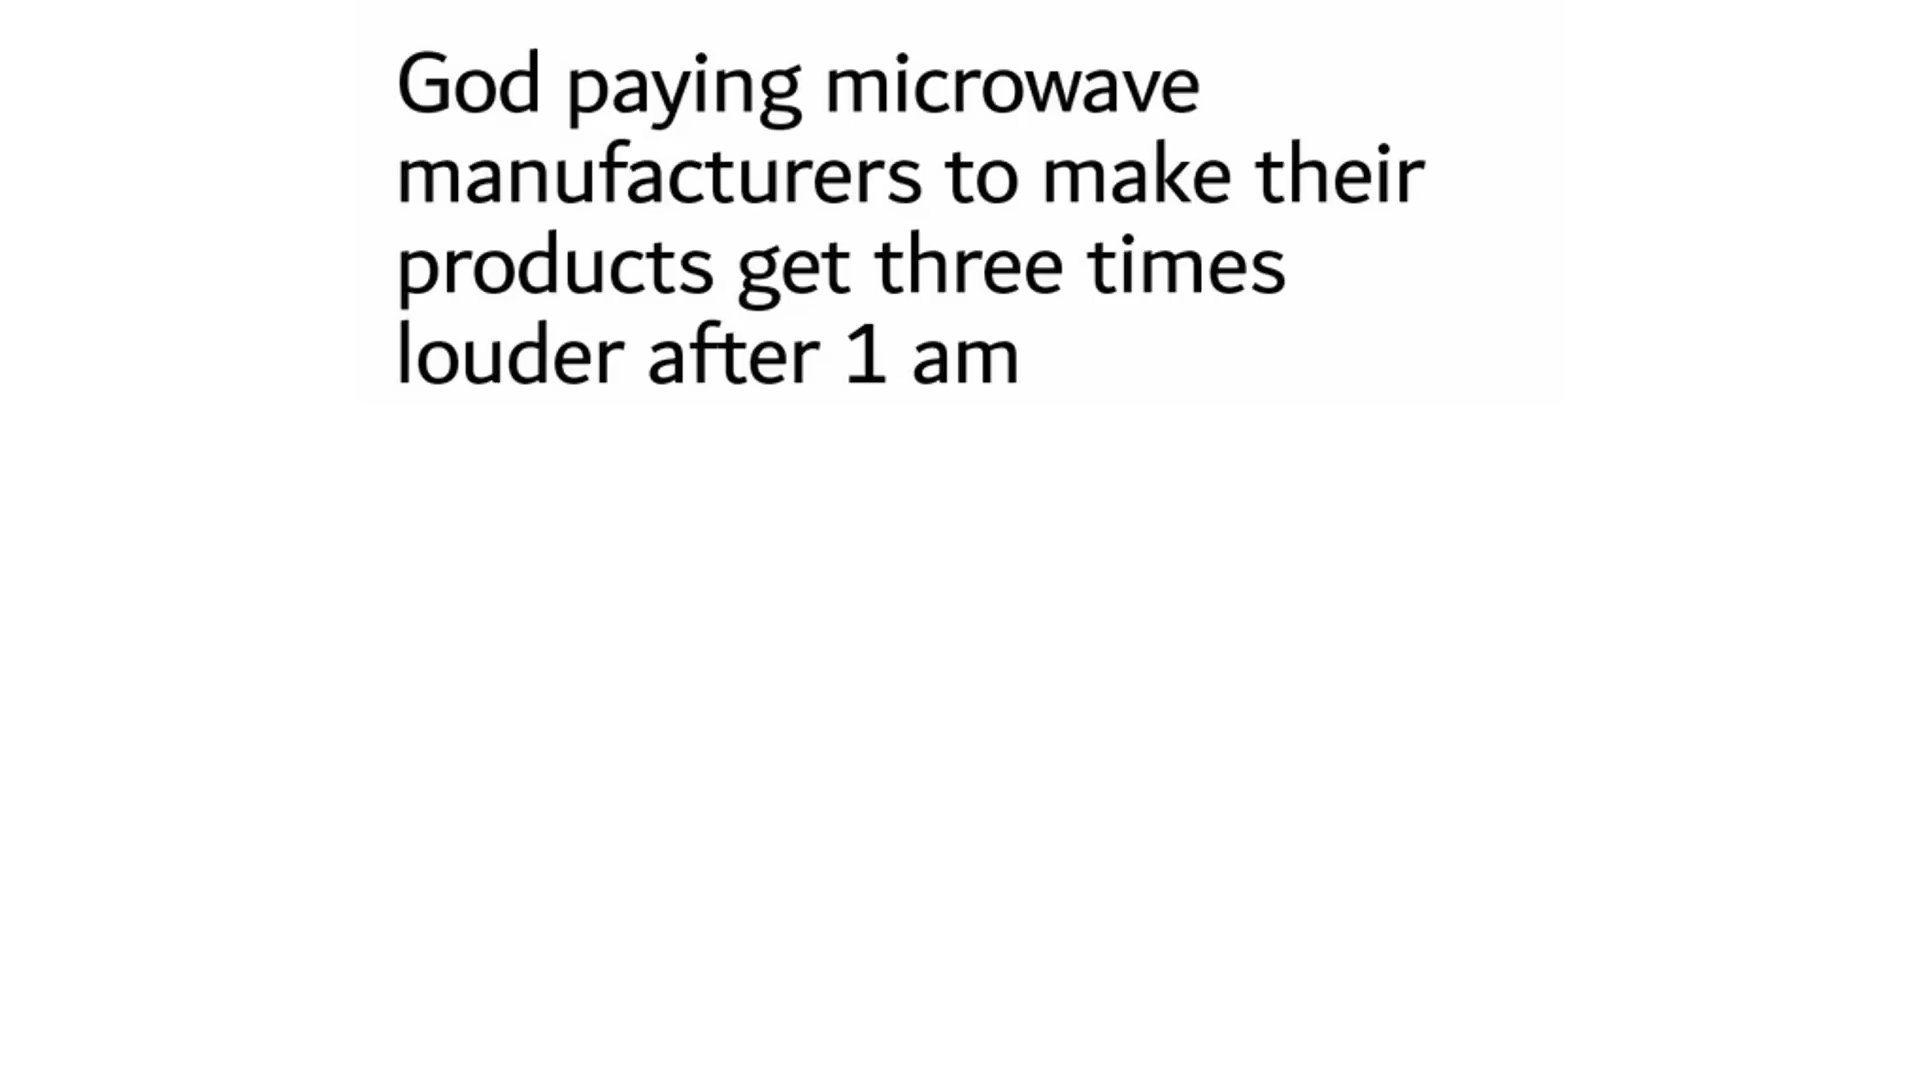 God paying microwave
manufacturers to make their
products get three times
louder after 1 am